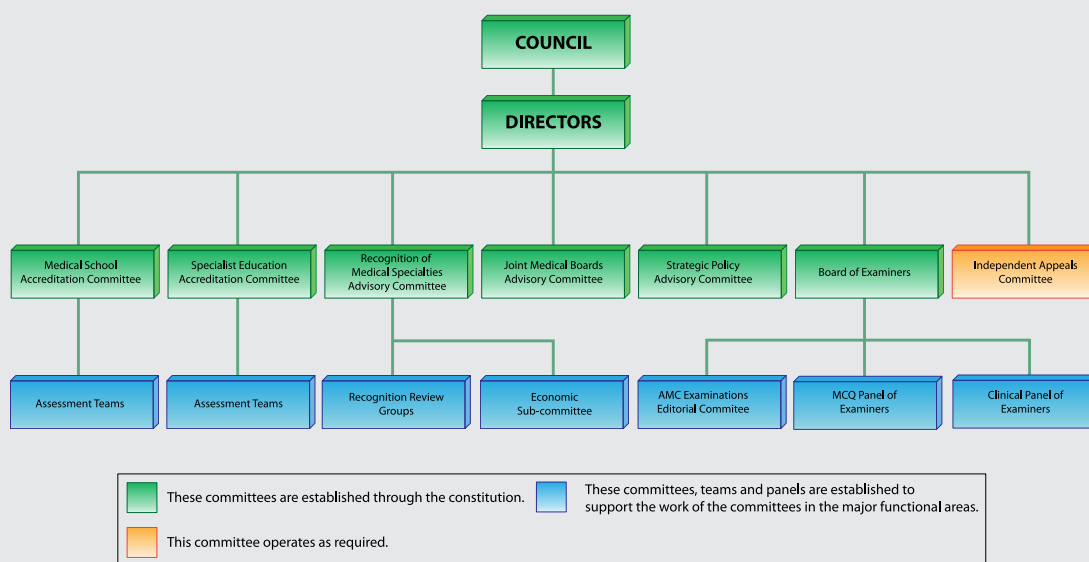 COUNCIL
DIRECTORS
Medical School
Accreditation Committee
Specialist Education
Accreditation Committee
Recognition of
Medical Specialties
Advisory Committee
Joint Medical Boards
Advisory Committee
Strategic Policy
Advisory Committee
Board of Examiners
Independent Appeals
Committee
Assessment Teams
Assessment Teams
Recognition Review
Groups
Economic
Sub-committee
AMC Examinations
Editorial Commitee
MCQ Panel of
Examiners
Clinical Panel of
Examiners
These committees are established through the constitution.
These committees, teams and panels are established to
support the work of the committees in the major functional areas.
This committee operates as required.